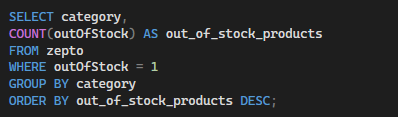 SELECT category,
COUNT(outOfStock) AS out_of_stock_products
FROM zepto
WHERE outOfStock = 1
GROUP BY category
ORDER BY out_of_stock_products DESC;